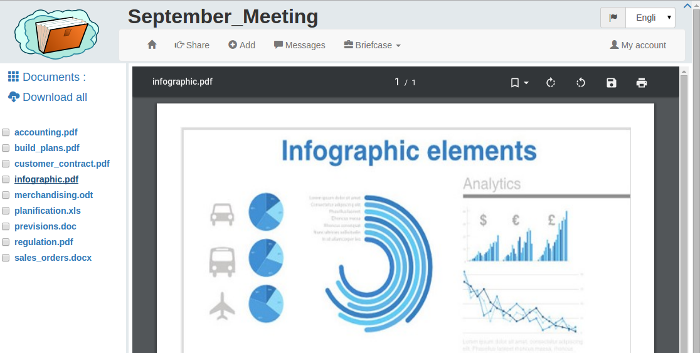 September_Meeting
Engli
Share
Add
Messages
Briefcase
My account
Documents :
Download all
accounting.pdf
build_plans.pdf
customer_contract.pdf
infographic.pdf
merchandising.odt
planification.xls
previsions.doc
regulation.pdf
sales_orders.docx
infographic.pdf
1 / 1
Infographic elements
Analytics
$ € £